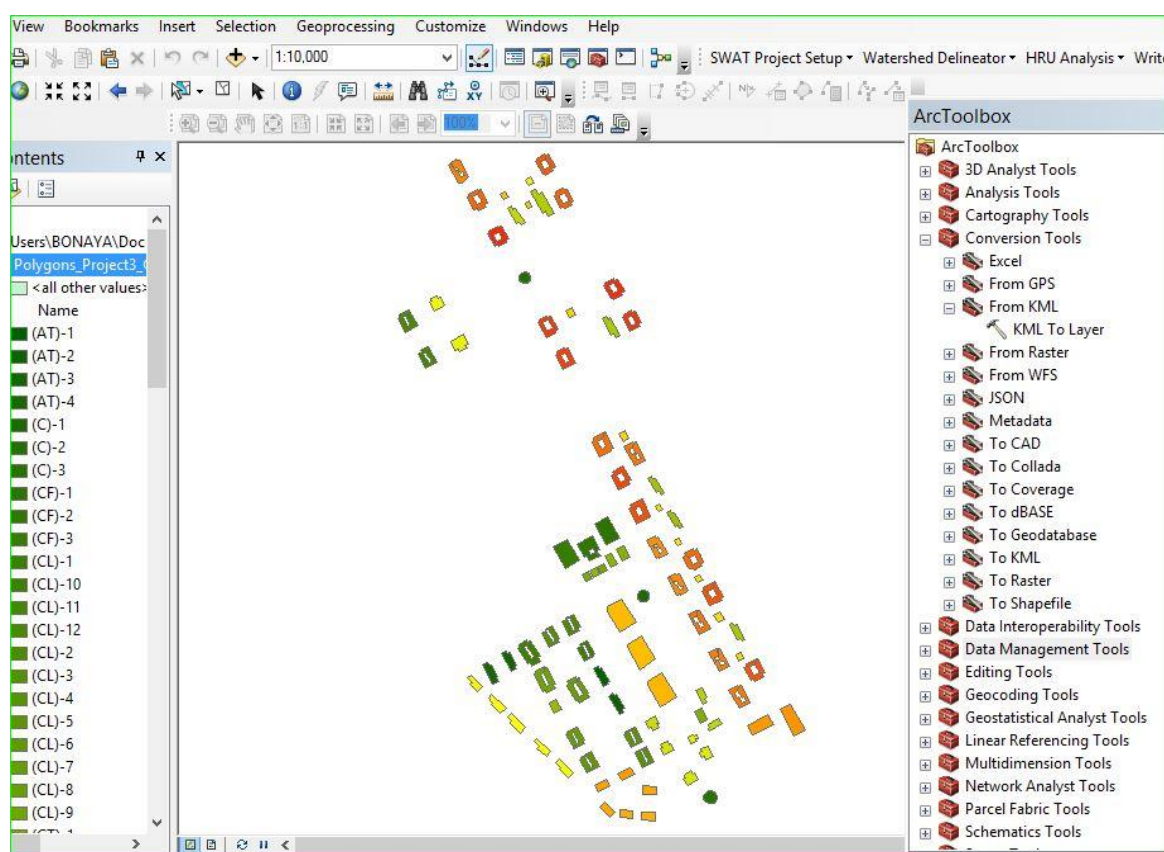 View Bookmarks Insert Selection Geoprocessing Customize Windows Help
1:10,000
SWAT Project Setup Watershed Delineator HRU Analysis Write
100%
ontents
Users\BONAYA\Doc
Polygons_Project3_
<all other values>
Name
(AT)-1
(AT)-2
(AT)-3
(AT)-4
(C)-1
(C)-2
(C)-3
(CF)-1
(CF)-2
(CF)-3
(CL)-1
(CL)-10
(CL)-11
(CL)-12
(CL)-2
(CL)-3
(CL)-4
(CL)-5
(CL)-6
(CL)-7
(CL)-8
(CL)-9
ArcToolbox
ArcToolbox
3D Analyst Tools
Analysis Tools
Cartography Tools
Conversion Tools
Excel
From GPS
From KML
KML To Layer
From Raster
From WFS
JSON
Metadata
To CAD
To Collada
To Coverage
To dBASE
To Geodatabase
To KML
To Raster
To Shapefile
Data Interoperability Tools
Data Management Tools
Editing Tools
Geocoding Tools
Geostatistical Analyst Tools
Linear Referencing Tools
Multidimension Tools
Network Analyst Tools
Parcel Fabric Tools
Schematics Tools